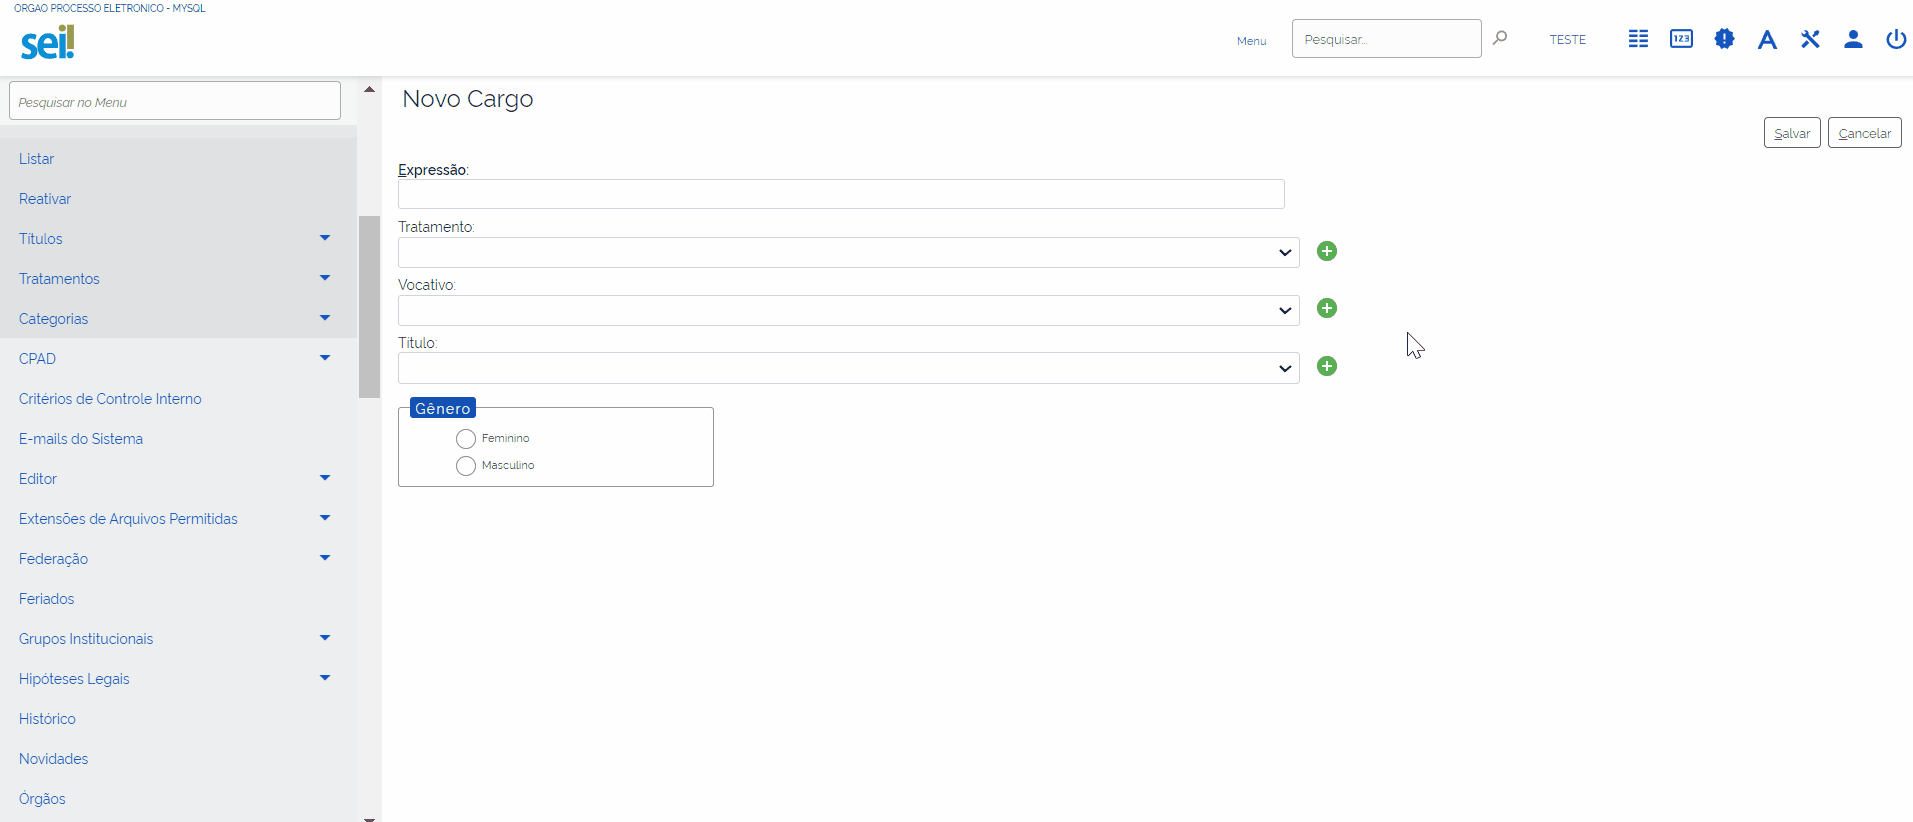 ORGAO PROCESSO ELETRONICO - MYSQL
sei!
Menu
Pesquisar...
TESTE
123
Pesquisar no Menu
Listar
Reativar
Títulos
Tratamentos
Categorias
CPAD
Critérios de Controle Interno
E-mails do Sistema
Editor
Extensões de Arquivos Permitidas
Federação
Feriados
Grupos Institucionais
Hipóteses Legais
Histórico
Novidades
Órgãos
Novo Cargo
Salvar
Cancelar
Expressão:
Tratamento:
Vocativo:
Título:
Gênero
Feminino
Masculino